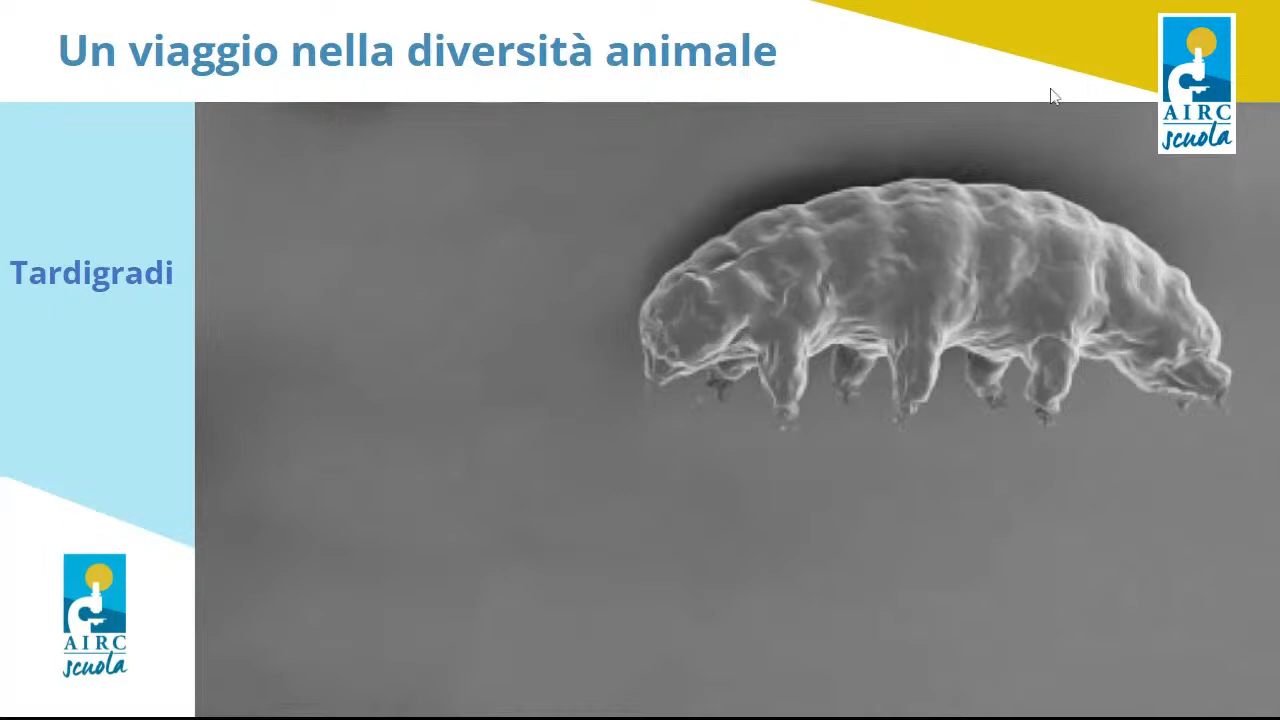 Un viaggio nella diversità animale
AIRC
scuola
Tardigradi
AIRC
scuola